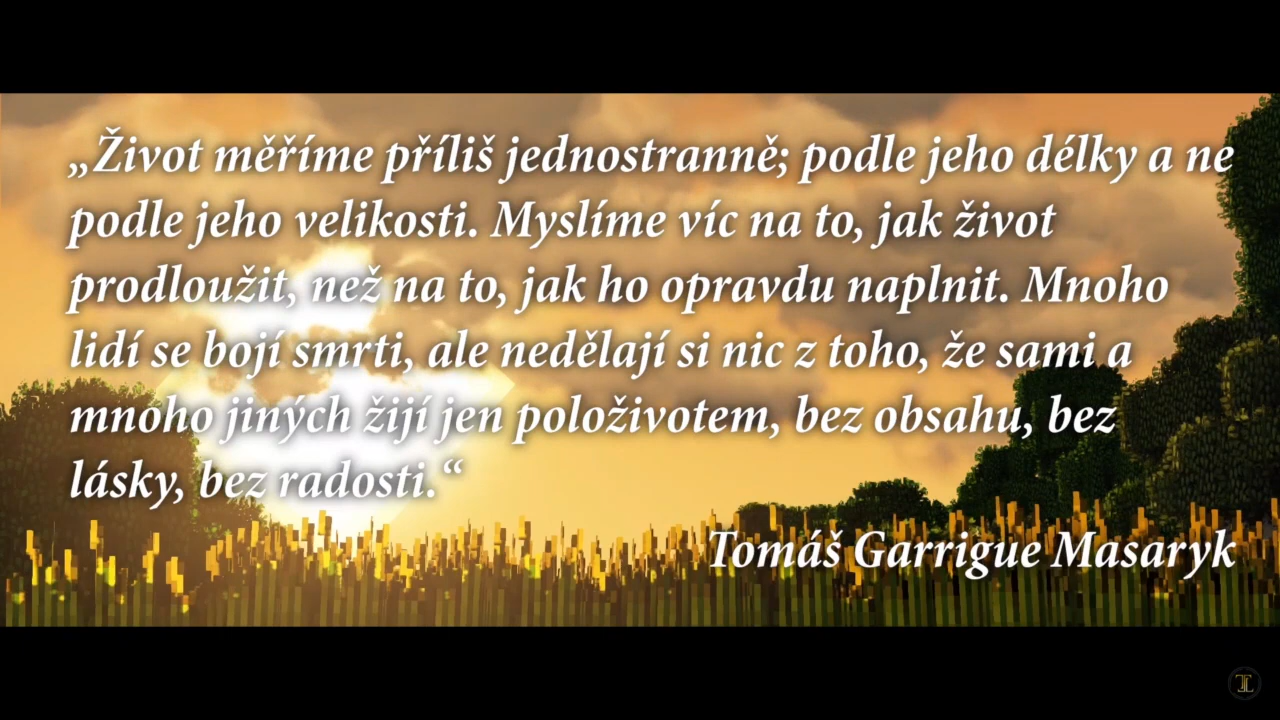 „Život měříme příliš jednostranně; podle jeho délky a ne
podle jeho velikosti. Myslíme víc na to, jak život
prodloužit, než na to, jak ho opravdu naplnit. Mnoho
lidí se bojí smrti, ale nedělají si nic z toho, že sami a
mnoho jiných žijí jen položivotem, bez obsahu, bez
lásky, bez radosti.“
Tomáš Garrigue Masaryk